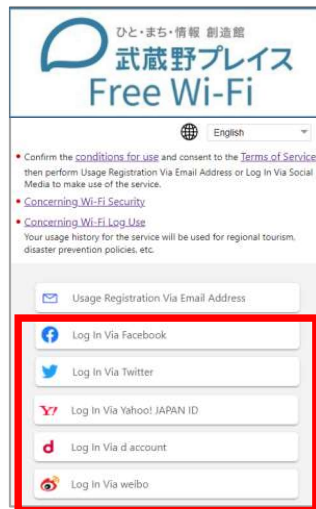 ひと・まち・情報 創造館
武蔵野プレイス
Free Wi-Fi
English
Confirm the conditions for use and consent to the Terms of Service
then perform Usage Registration Via Email Address or Log In Via Social
Media to make use of the service.
Concerning Wi-Fi Security
Concerning Wi-Fi Log Use
Your usage history for the service will be used for regional tourism,
disaster prevention policies, etc.
Usage Registration Via Email Address
Log In Via Facebook
Log In Via Twitter
Y! Log In Via Yahoo! JAPAN ID
d Log In Via d account
Log In Via weibo